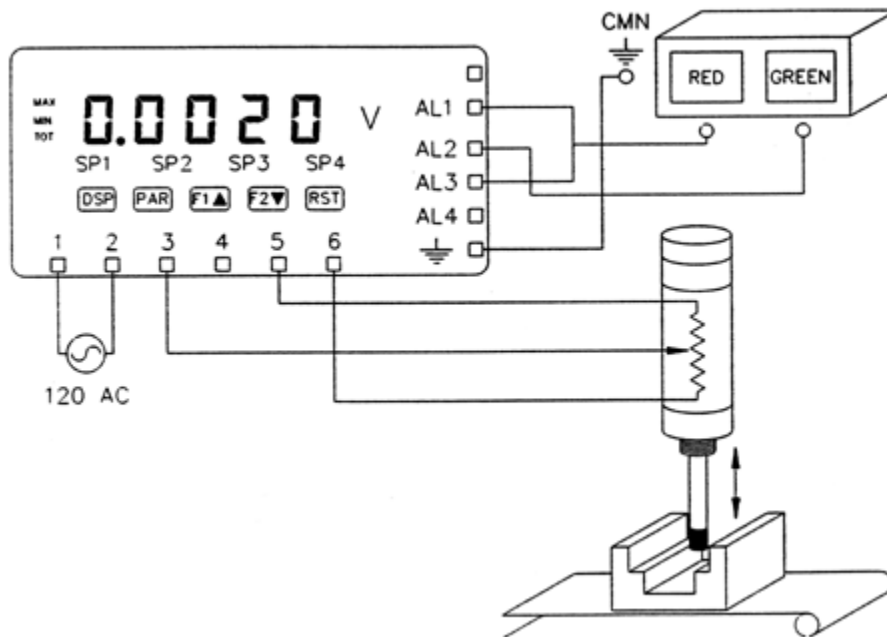 CMN
RED GREEN
MAX
MIN
TOT
0.0020 V
SP1 SP2 SP3 SP4
DSP PAR F1▲ F2▼ RST
AL1
AL2
AL3
AL4
1 2 3 4 5 6
120 AC